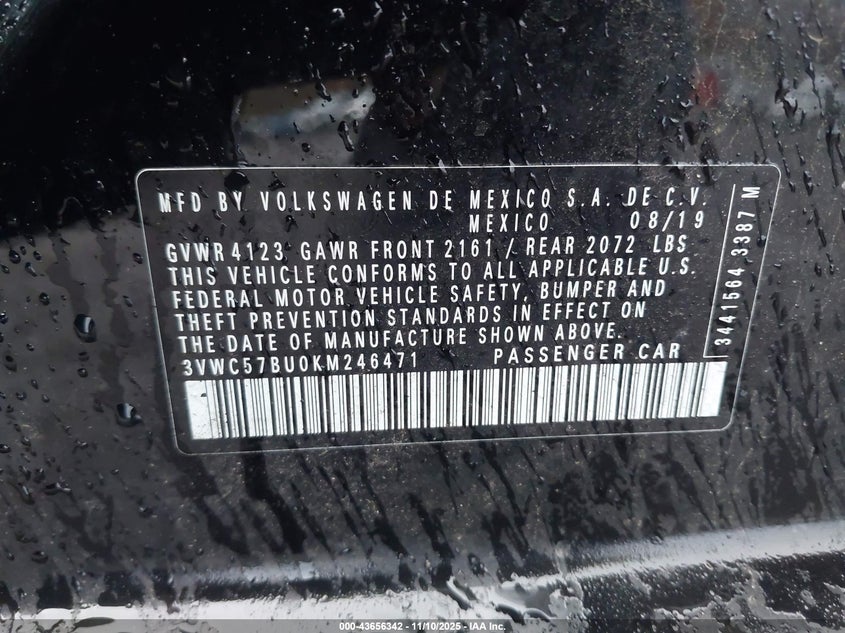 MFD BY VOLKSWAGEN DE MEXICO S.A. DE C.V.
MEXICO 08/19
GVWR 4123 GAWR FRONT 2161 / REAR 2072 LBS
THIS VEHICLE CONFORMS TO ALL APPLICABLE U.S.
FEDERAL MOTOR VEHICLE SAFETY, BUMPER AND
THEFT PREVENTION STANDARDS IN EFFECT ON
THE DATE OF MANUFACTURE SHOWN ABOVE.
3VWC57BU0KM246471 PASSENGER CAR
3441564 3387 M
000-43656342 - 11/10/2025 - IAA Inc.